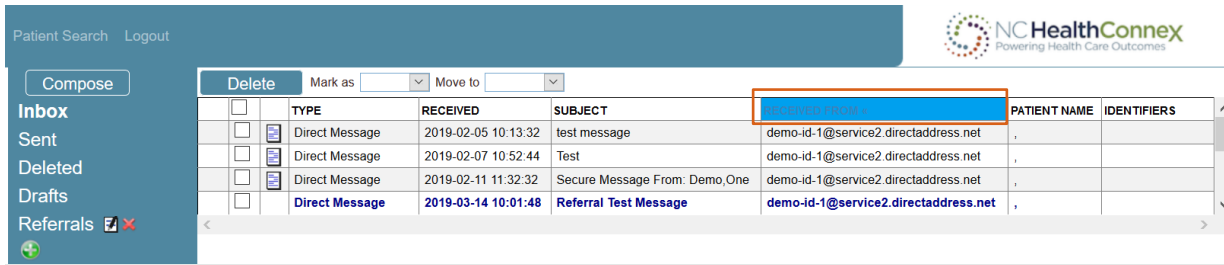 Patient Search Logout
NC HealthConnex
Powering Health Care Outcomes
Compose
Delete Mark as Move to
Inbox
Sent
Deleted
Drafts
Referrals
TYPE RECEIVED SUBJECT RECEIVED FROM PATIENT NAME IDENTIFIERS
Direct Message 2019-02-05 10:13:32 test message demo-id-1@service2.directaddress.net ,
Direct Message 2019-02-07 10:52:44 Test demo-id-1@service2.directaddress.net ,
Direct Message 2019-02-11 11:32:32 Secure Message From: Demo,One demo-id-1@service2.directaddress.net ,
Direct Message 2019-03-14 10:01:48 Referral Test Message demo-id-1@service2.directaddress.net ,